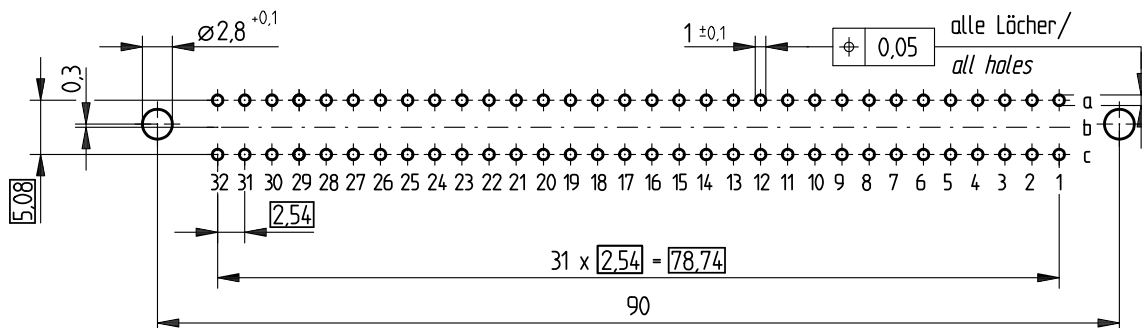 ⌀2,8 +0,1
1 ±0,1
⌖ 0,05
alle Löcher/
all holes
0,3
a
b
c
5,08
32 31 30 29 28 27 26 25 24 23 22 21 20 19 18 17 16 15 14 13 12 11 10 9 8 7 6 5 4 3 2 1
2,54
31 x 2,54 = 78,74
90